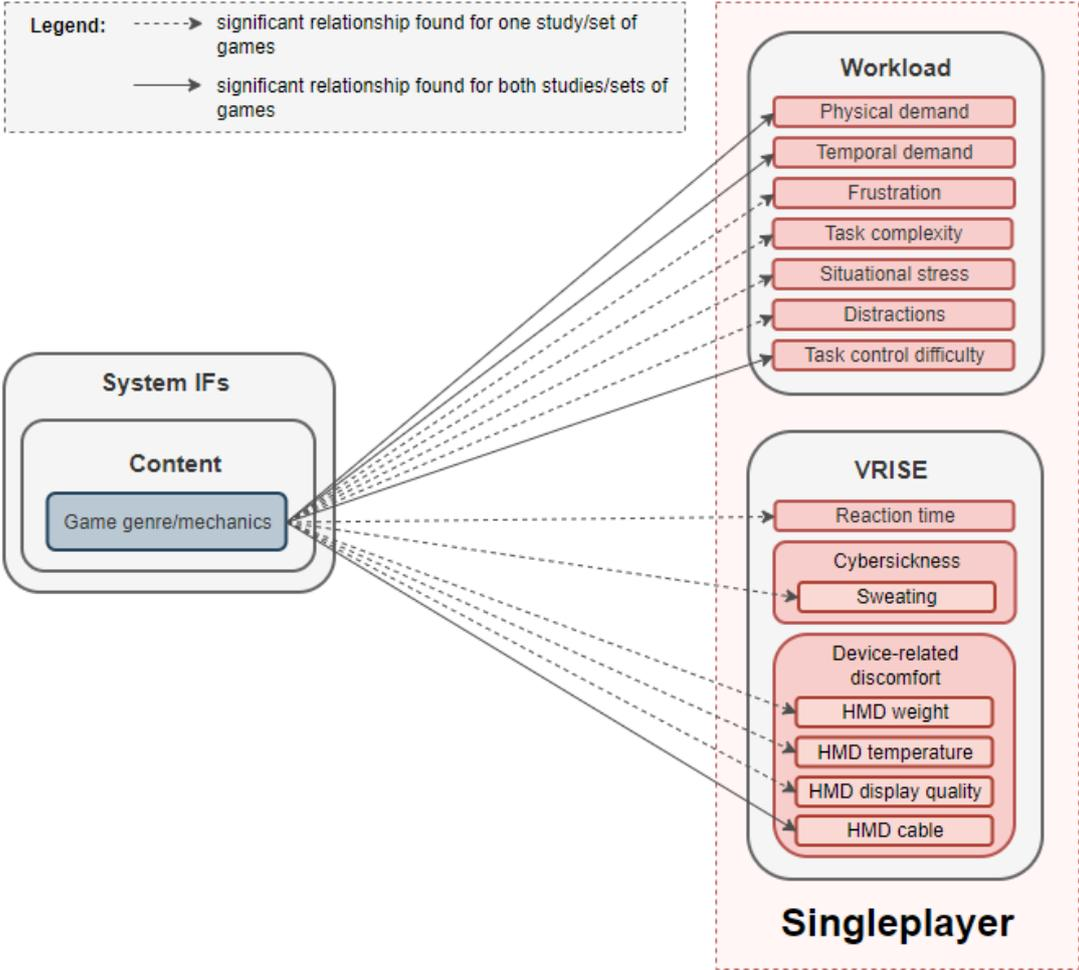 Legend:
significant relationship found for one study/set of
games
significant relationship found for both studies/sets of
games
System IFs
Content
Game genre/mechanics
Workload
Physical demand
Temporal demand
Frustration
Task complexity
Situational stress
Distractions
Task control difficulty
VRISE
Reaction time
Cybersickness
Sweating
Device-related
discomfort
HMD weight
HMD temperature
HMD display quality
HMD cable
Singleplayer